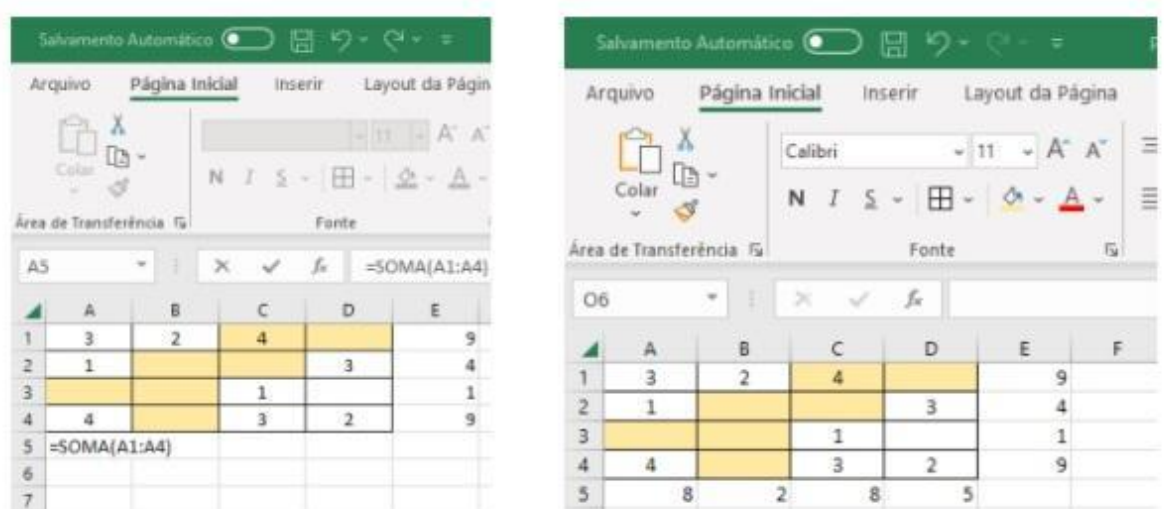 Salvamento Automático
Arquivo Página Inicial Inserir Layout da Págin
Colar
11 A A
N I S A
Área de Transferência Fonte
A5 fx =SOMA(A1:A4)
A B C D E
1 3 2 4 9
2 1 3 4
3 1 1
4 4 3 2 9
5 =SOMA(A1:A4)
6
7
Salvamento Automático
Arquivo Página Inicial Inserir Layout da Página
Colar
Calibri 11 A A
N I S A
Área de Transferência Fonte
O6 fx
A B C D E F
1 3 2 4 9
2 1 3 4
3 1 1
4 4 3 2 9
5 8 2 8 5